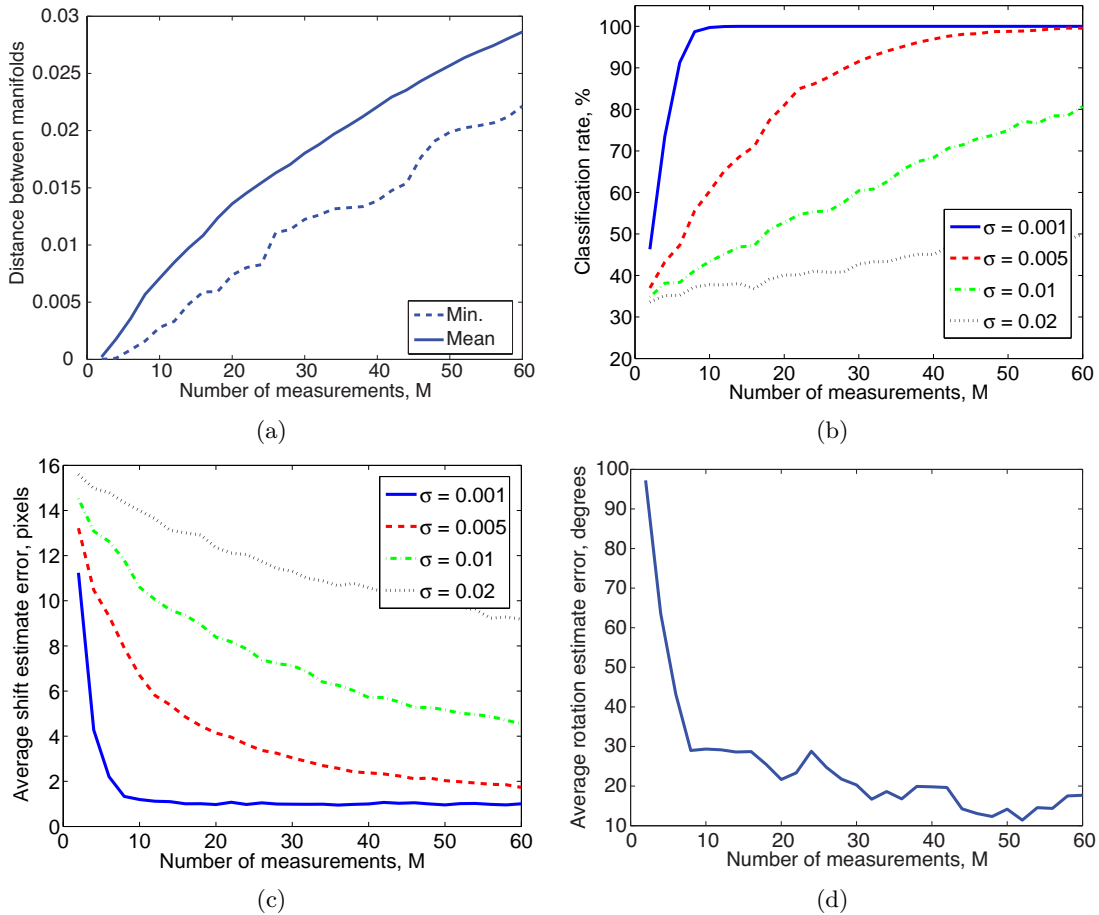 0.03
0.025
0.02
0.015
0.01
0.005
0
Distance between manifolds
Min.
Mean
0 10 20 30 40 50 60
Number of measurements, M
(a)
100
90
80
70
60
50
40
30
20
Classification rate, %
σ = 0.001
σ = 0.005
σ = 0.01
σ = 0.02
0 10 20 30 40 50 60
Number of measurements, M
(b)
16
14
12
10
8
6
4
2
0
Average shift estimate error, pixels
σ = 0.001
σ = 0.005
σ = 0.01
σ = 0.02
0 10 20 30 40 50 60
Number of measurements, M
(c)
100
90
80
70
60
50
40
30
20
10
Average rotation estimate error, degrees
0 10 20 30 40 50 60
Number of measurements, M
(d)